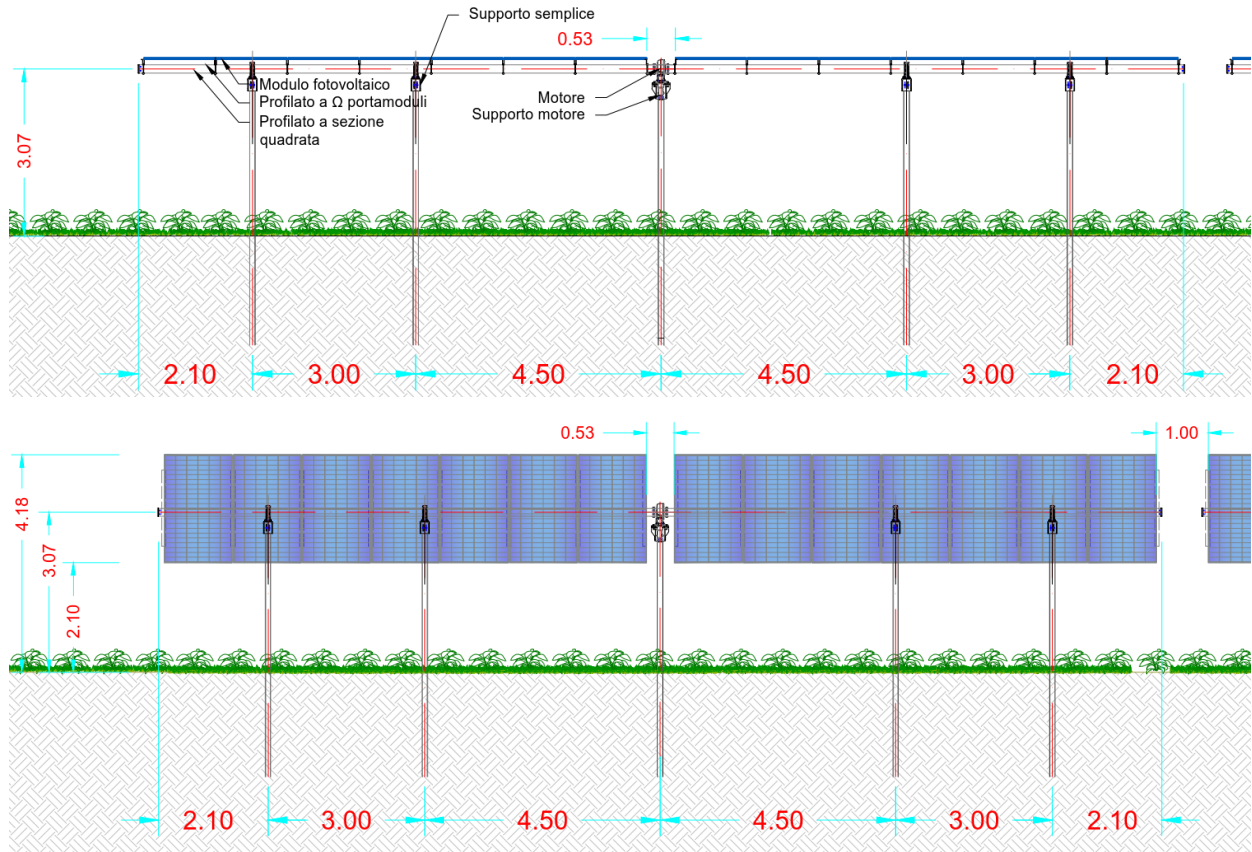 Supporto semplice
0.53
Modulo fotovoltaico
Profilato a Ω portamoduli
Profilato a sezione
quadrata
Motore
Supporto motore
3.07
2.10 3.00 4.50 4.50 3.00 2.10
0.53
1.00
4.18
3.07
2.10
2.10 3.00 4.50 4.50 3.00 2.10